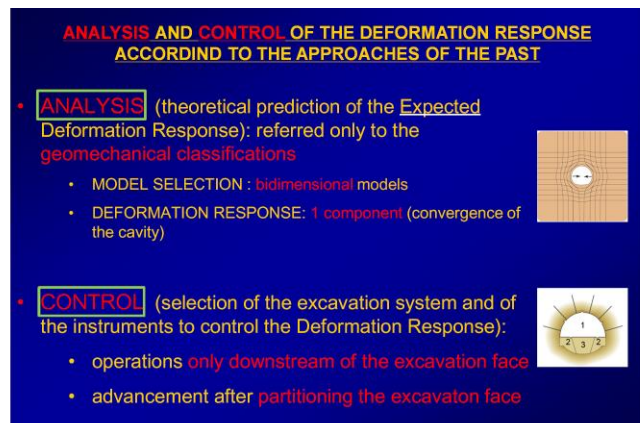 ANALYSIS AND CONTROL OF THE DEFORMATION RESPONSE
ACCORDIND TO THE APPROACHES OF THE PAST
• ANALYSIS (theoretical prediction of the Expected
Deformation Response): referred only to the
geomechanical classifications
• MODEL SELECTION : bidimensional models
• DEFORMATION RESPONSE: 1 component (convergence of
the cavity)
• CONTROL (selection of the excavation system and of
the instruments to control the Deformation Response):
• operations only downstream of the excavation face
• advancement after partitioning the excavaton face
1
2 3 2